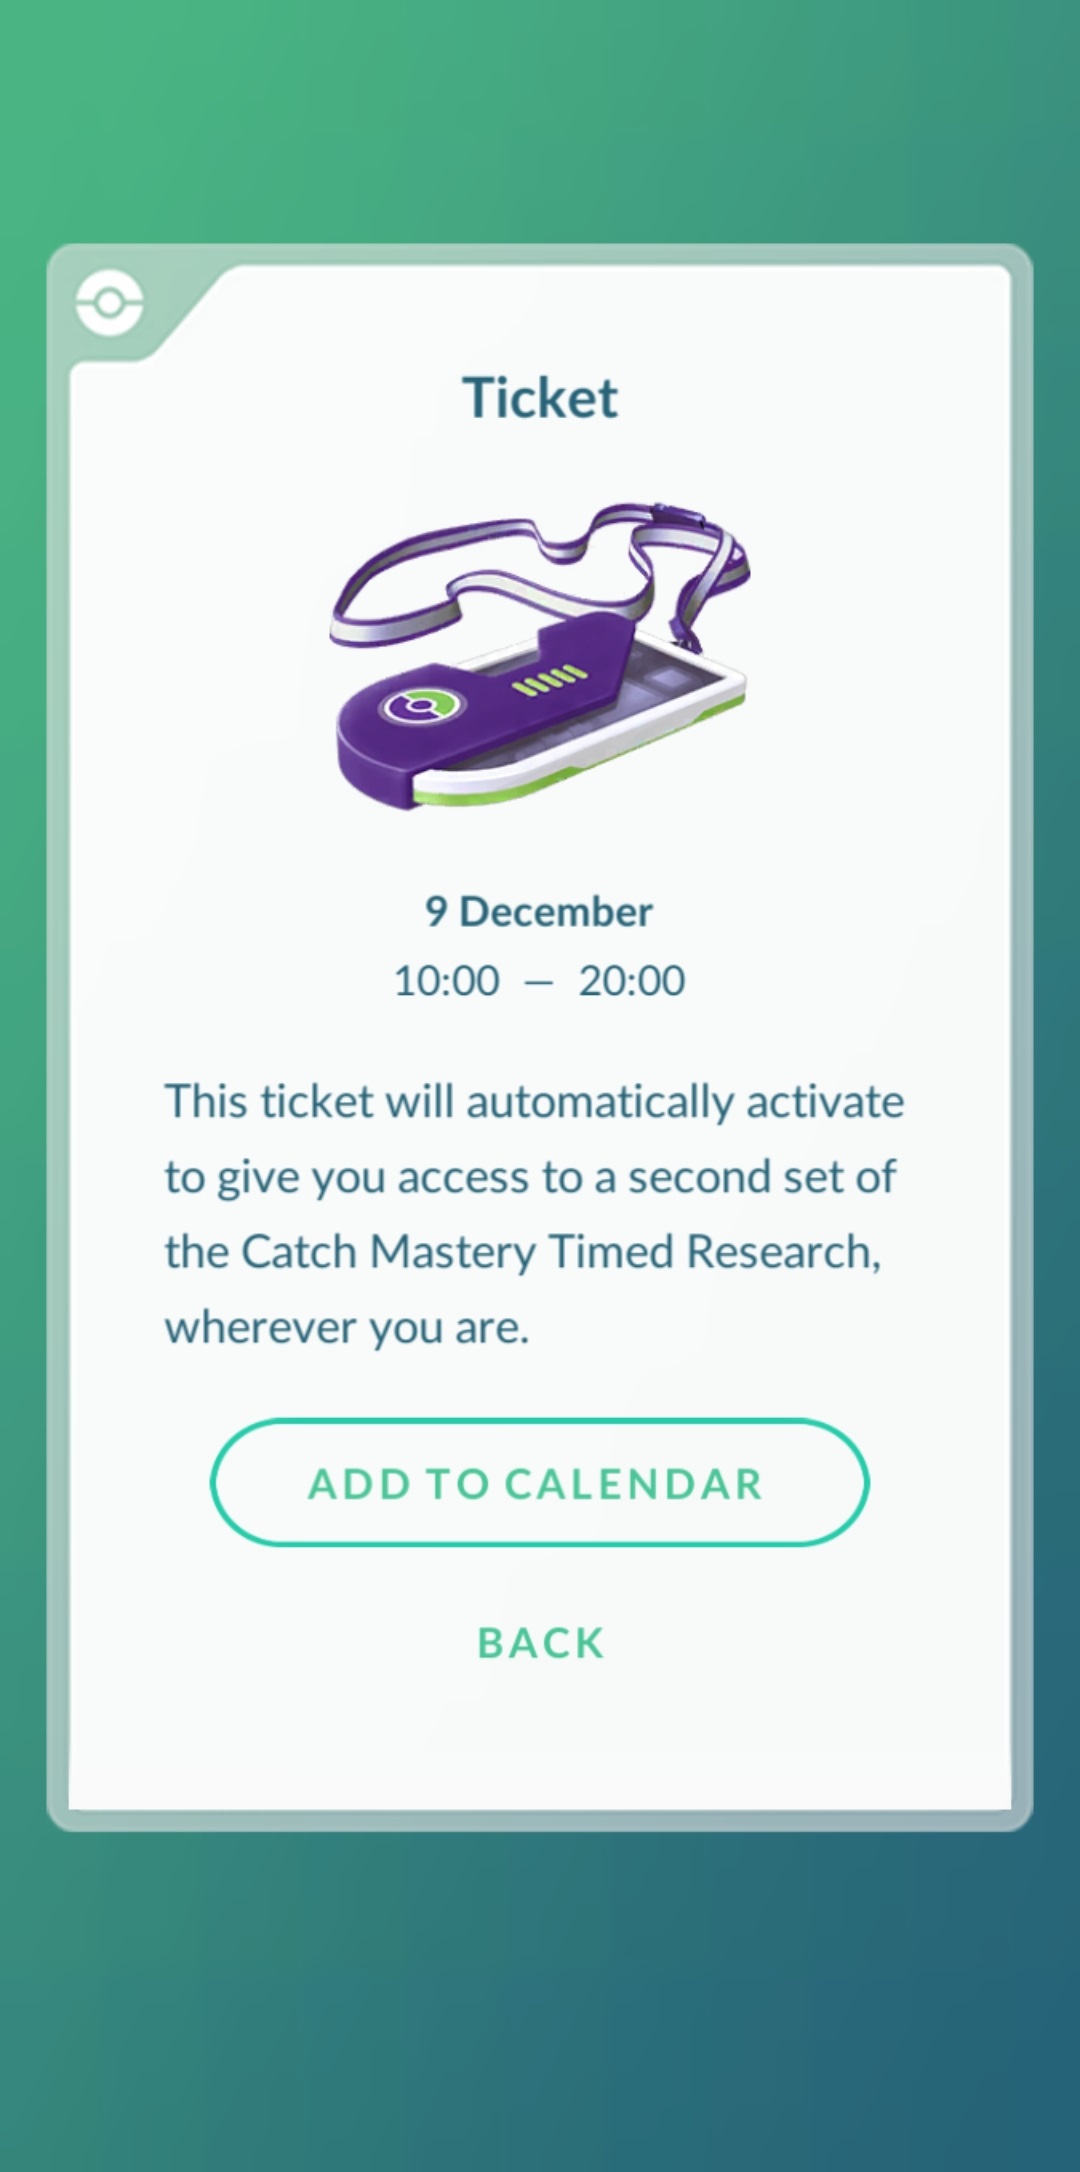 Ticket
9 December
10:00 — 20:00
This ticket will automatically activate
to give you access to a second set of
the Catch Mastery Timed Research,
wherever you are.
ADD TO CALENDAR
BACK